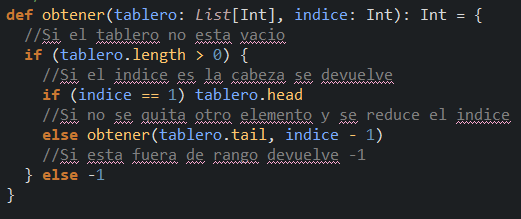 def obtener(tablero: List[Int], indice: Int): Int = {
//Si el tablero no esta vacio
if (tablero.length > 0) {
//Si el indice es la cabeza se devuelve
if (indice == 1) tablero.head
//Si no se quita otro elemento y se reduce el indice
else obtener(tablero.tail, indice - 1)
//Si esta fuera de rango devuelve -1
} else -1
}